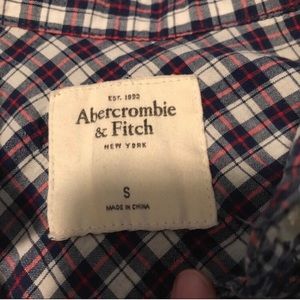 EST. 1892
Abercrombie
& Fitch
NEW YORK
S
MADE IN CHINA